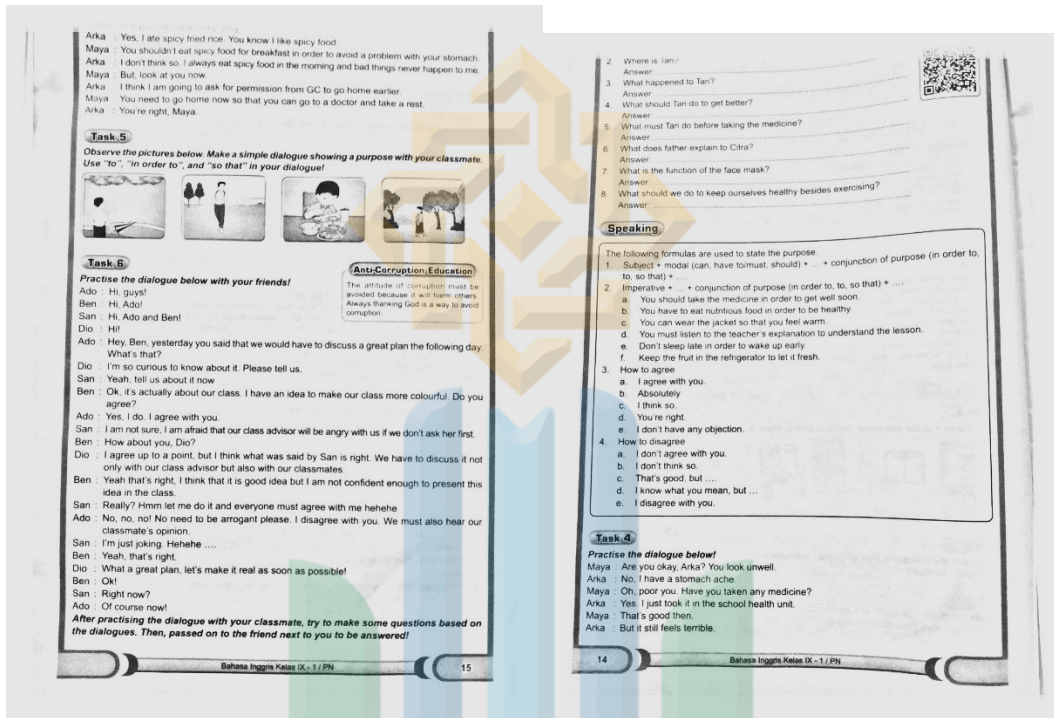 Arka : Yes, I ate spicy fried rice. You know I like spicy food.
Maya : You shouldn't eat spicy food for breakfast in order to avoid a problem with your stomach.
Arka : I don't think so. I always eat spicy food in the morning and bad things never happen to me.
Maya : But, look at you now.
Arka : I think I am going to ask for permission from GC to go home earlier.
Maya : You need to go home now so that you can go to a doctor and take a rest.
Arka : You're right, Maya.
Task 5
Observe the pictures below. Make a simple dialogue showing a purpose with your classmate.
Use "to", "in order to", and "so that" in your dialogue!
Task 6
Practise the dialogue below with your friends!
Ado : Hi, guys!
Ben : Hi, Ado!
San : Hi, Ado and Ben!
Dio : Hi!
Anti-Corruption Education
The attitude of corruption must be
avoided because it will harm others.
Always thanking God is a way to avoid
corruption.
Ado : Hey, Ben, yesterday you said that we would have to discuss a great plan the following day.
What's that?
Dio : I'm so curious to know about it. Please tell us.
San : Yeah, tell us about it now
Ben : Ok, it's actually about our class. I have an idea to make our class more colourful. Do you
agree?
Ado : Yes, I do. I agree with you.
San : I am not sure, I am afraid that our class advisor will be angry with us if we don't ask her first.
Ben : How about you, Dio?
Dio : I agree up to a point, but I think what was said by San is right. We have to discuss it not
only with our class advisor but also with our classmates.
Ben : Yeah that's right, I think that it is good idea but I am not confident enough to present this
idea in the class.
San : Really? Hmm let me do it and everyone must agree with me hehehe
Ado : No, no, no! No need to be arrogant please. I disagree with you. We must also hear our
classmate's opinion.
San : I'm just joking. Hehehe ....
Ben : Yeah, that's right.
Dio : What a great plan, let's make it real as soon as possible!
Ben : Ok!
San : Right now?
Ado : Of course now!
After practising the dialogue with your classmate, try to make some questions based on
the dialogues. Then, passed on to the friend next to you to be answered!
Bahasa Inggris Kelas IX - 1 / PN
15
2. Where is Tari?
Answer:
3. What happened to Tari?
Answer:
4. What should Tari do to get better?
Answer:
5. What must Tari do before taking the medicine?
Answer:
6. What does father explain to Citra?
Answer:
7. What is the function of the face mask?
Answer:
8. What should we do to keep ourselves healthy besides exercising?
Answer:
Speaking
The following formulas are used to state the purpose.
1. Subject + modal (can, have to/must, should) + ... + conjunction of purpose (in order to,
to, so that) + ....
2. Imperative + ... + conjunction of purpose (in order to, to, so that) + ....
a. You should take the medicine in order to get well soon.
b. You have to eat nutritious food in order to be healthy.
c. You can wear the jacket so that you feel warm.
d. You must listen to the teacher's explanation to understand the lesson.
e. Don't sleep late in order to wake up early.
f. Keep the fruit in the refrigerator to let it fresh.
3. How to agree
a. I agree with you.
b. Absolutely
c. I think so.
d. You're right.
e. I don't have any objection.
4. How to disagree
a. I don't agree with you.
b. I don't think so.
c. That's good, but ....
d. I know what you mean, but ...
e. I disagree with you.
Task 4
Practise the dialogue below!
Maya : Are you okay, Arka? You look unwell.
Arka : No, I have a stomach ache.
Maya : Oh, poor you. Have you taken any medicine?
Arka : Yes. I just took it in the school health unit.
Maya : That's good then.
Arka : But it still feels terrible.
14
Bahasa Inggris Kelas IX - 1 / PN